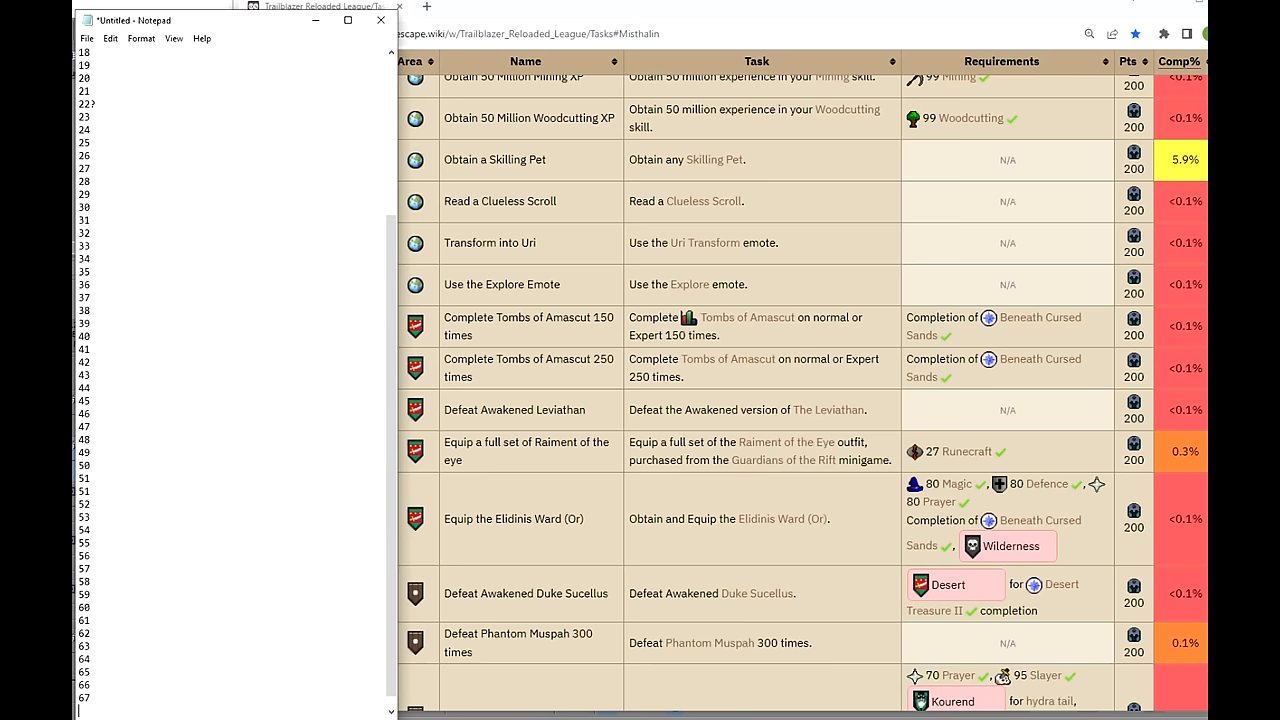 Trailblazer Reloaded League/Ta
*Untitled - Notepad
File Edit Format View Help
escape.wiki/w/Trailblazer_Reloaded_League/Tasks#Misthalin
18
19
20
21
22?
23
24
25
26
27
28
29
30
31
32
33
34
35
36
37
38
39
40
41
42
43
44
45
46
47
48
49
50
51
51
52
53
54
55
56
57
58
59
60
61
62
63
64
65
66
67
Area Name Task Requirements Pts Comp%
Obtain 50 Million Mining XP Obtain 50 million experience in your Mining skill. 99 Mining 200 <0.1%
Obtain 50 Million Woodcutting XP Obtain 50 million experience in your Woodcutting
skill. 99 Woodcutting 200 <0.1%
Obtain a Skilling Pet Obtain any Skilling Pet. N/A 200 5.9%
Read a Clueless Scroll Read a Clueless Scroll. N/A 200 <0.1%
Transform into Uri Use the Uri Transform emote. N/A 200 <0.1%
Use the Explore Emote Use the Explore emote. N/A 200 <0.1%
Complete Tombs of Amascut 150 Complete Tombs of Amascut on normal or Completion of Beneath Cursed
times Expert 150 times. Sands 200 <0.1%
Complete Tombs of Amascut 250 Complete Tombs of Amascut on normal or Expert Completion of Beneath Cursed
times 250 times. Sands 200 <0.1%
Defeat Awakened Leviathan Defeat the Awakened version of The Leviathan. N/A 200 <0.1%
Equip a full set of Raiment of the Equip a full set of the Raiment of the Eye outfit,
eye purchased from the Guardians of the Rift minigame. 27 Runecraft 200 0.3%
80 Magic , 80 Defence ,
80 Prayer
Equip the Elidinis Ward (Or) Obtain and Equip the Elidinis Ward (Or). Completion of Beneath Cursed 200 <0.1%
Sands , Wilderness
Defeat Awakened Duke Sucellus Defeat Awakened Duke Sucellus. Desert for Desert
Treasure II completion 200 <0.1%
Defeat Phantom Muspah 300
times Defeat Phantom Muspah 300 times. N/A 200 0.1%
70 Prayer , 95 Slayer
Kourend for hydra tail,